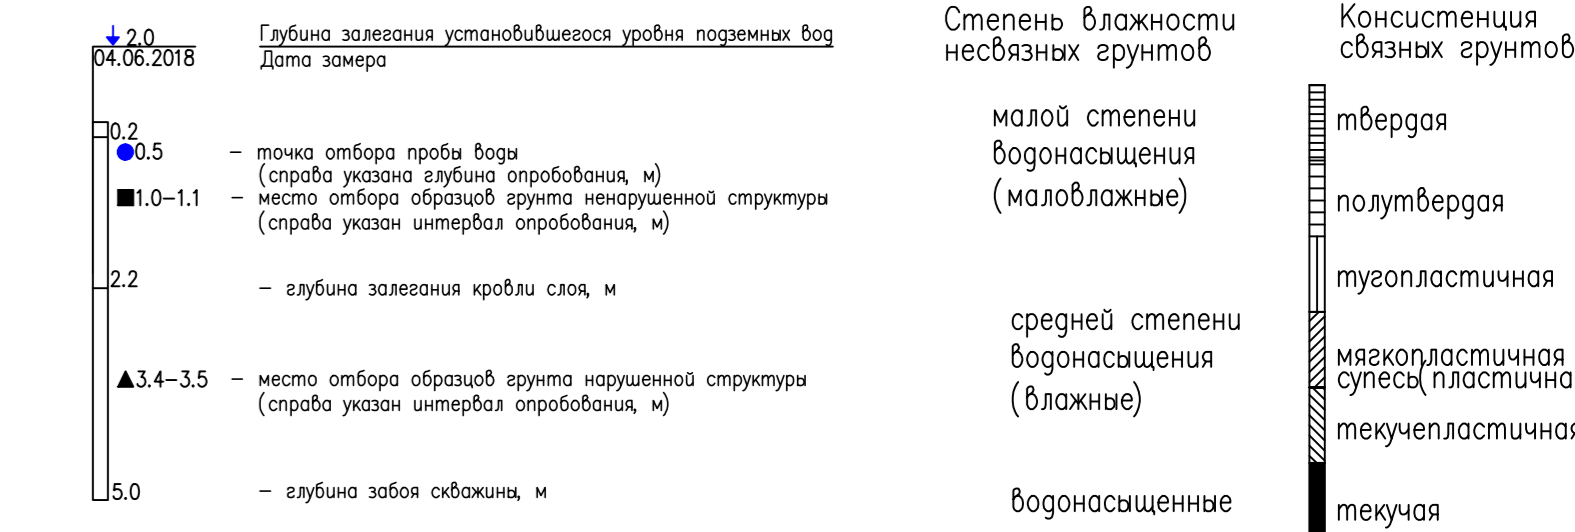 2.0 Глубина залегания установившегося уровня подземных вод
04.06.2018 Дата замера
0.2
0.5 – точка отбора пробы воды
(справа указана глубина опробования, м)
1.0–1.1 – место отбора образцов грунта ненарушенной структуры
(справа указан интервал опробования, м)
2.2 – глубина залегания кровли слоя, м
3.4–3.5 – место отбора образцов грунта нарушенной структуры
(справа указан интервал опробования, м)
5.0 – глубина забоя скважины, м
Степень влажности
несвязных грунтов
малой степени
водонасыщения
(маловлажные)
средней степени
водонасыщения
(влажные)
водонасыщенные
Консистенция
связных грунтов
твердая
полутвердая
тугопластичная
мягкопластичная
супесь(пластична
текучепластичная
текучая